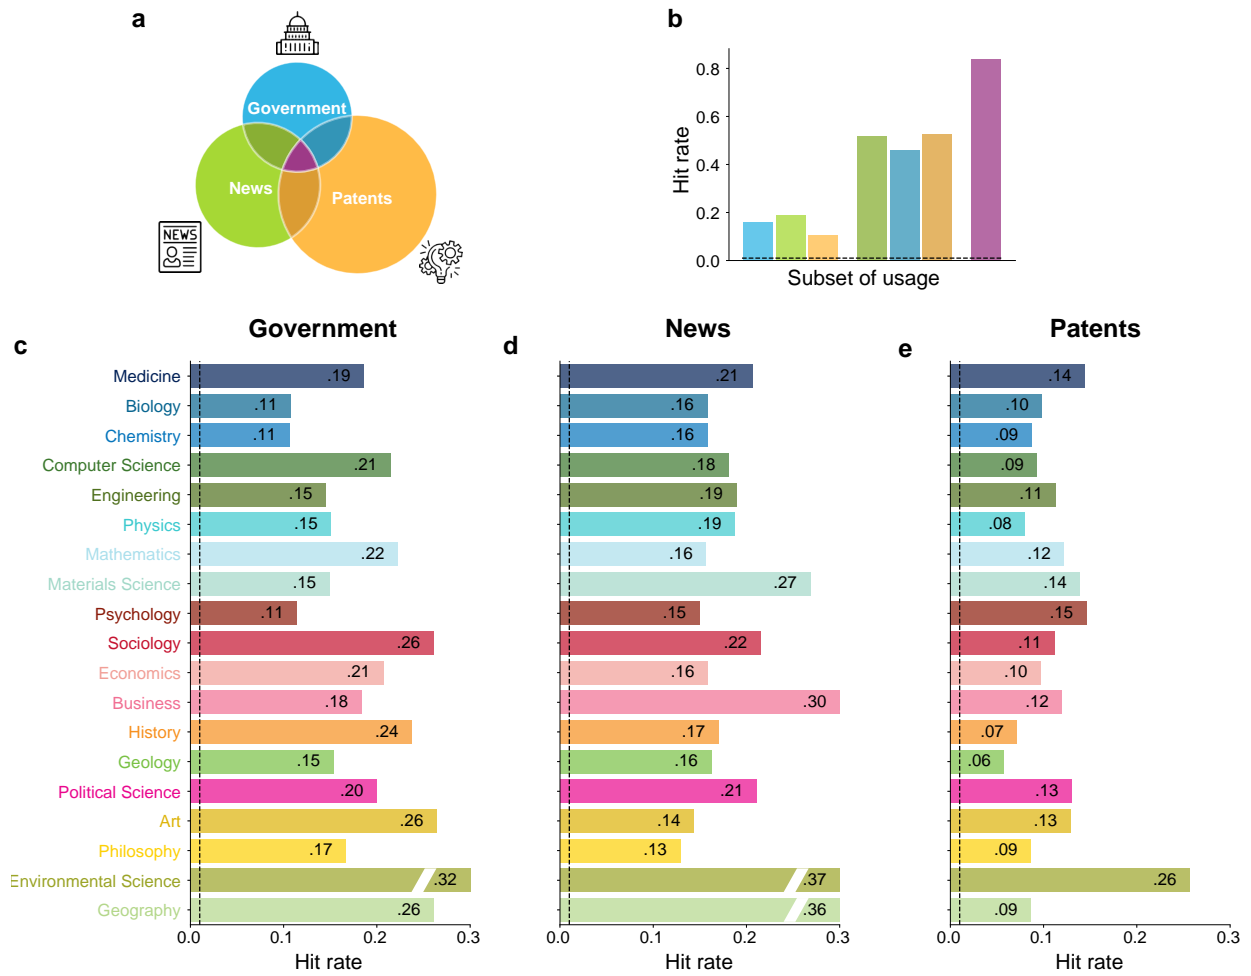 a
Government
News
Patents
NEWS
b
Hit rate
0.8
0.6
0.4
0.2
0.0
Subset of usage
c
Government
Medicine .19
Biology .11
Chemistry .11
Computer Science .21
Engineering .15
Physics .15
Mathematics .22
Materials Science .15
Psychology .11
Sociology .26
Economics .21
Business .18
History .24
Geology .15
Political Science .20
Art .26
Philosophy .17
Environmental Science .32
Geography .26
0.0 0.1 0.2 0.3
Hit rate
d
News
.21
.16
.16
.18
.19
.19
.16
.27
.15
.22
.16
.30
.17
.16
.21
.14
.13
.37
.36
0.0 0.1 0.2 0.3
Hit rate
e
Patents
.14
.10
.09
.09
.11
.08
.12
.14
.15
.11
.10
.12
.07
.06
.13
.13
.09
.26
.09
0.0 0.1 0.2 0.3
Hit rate